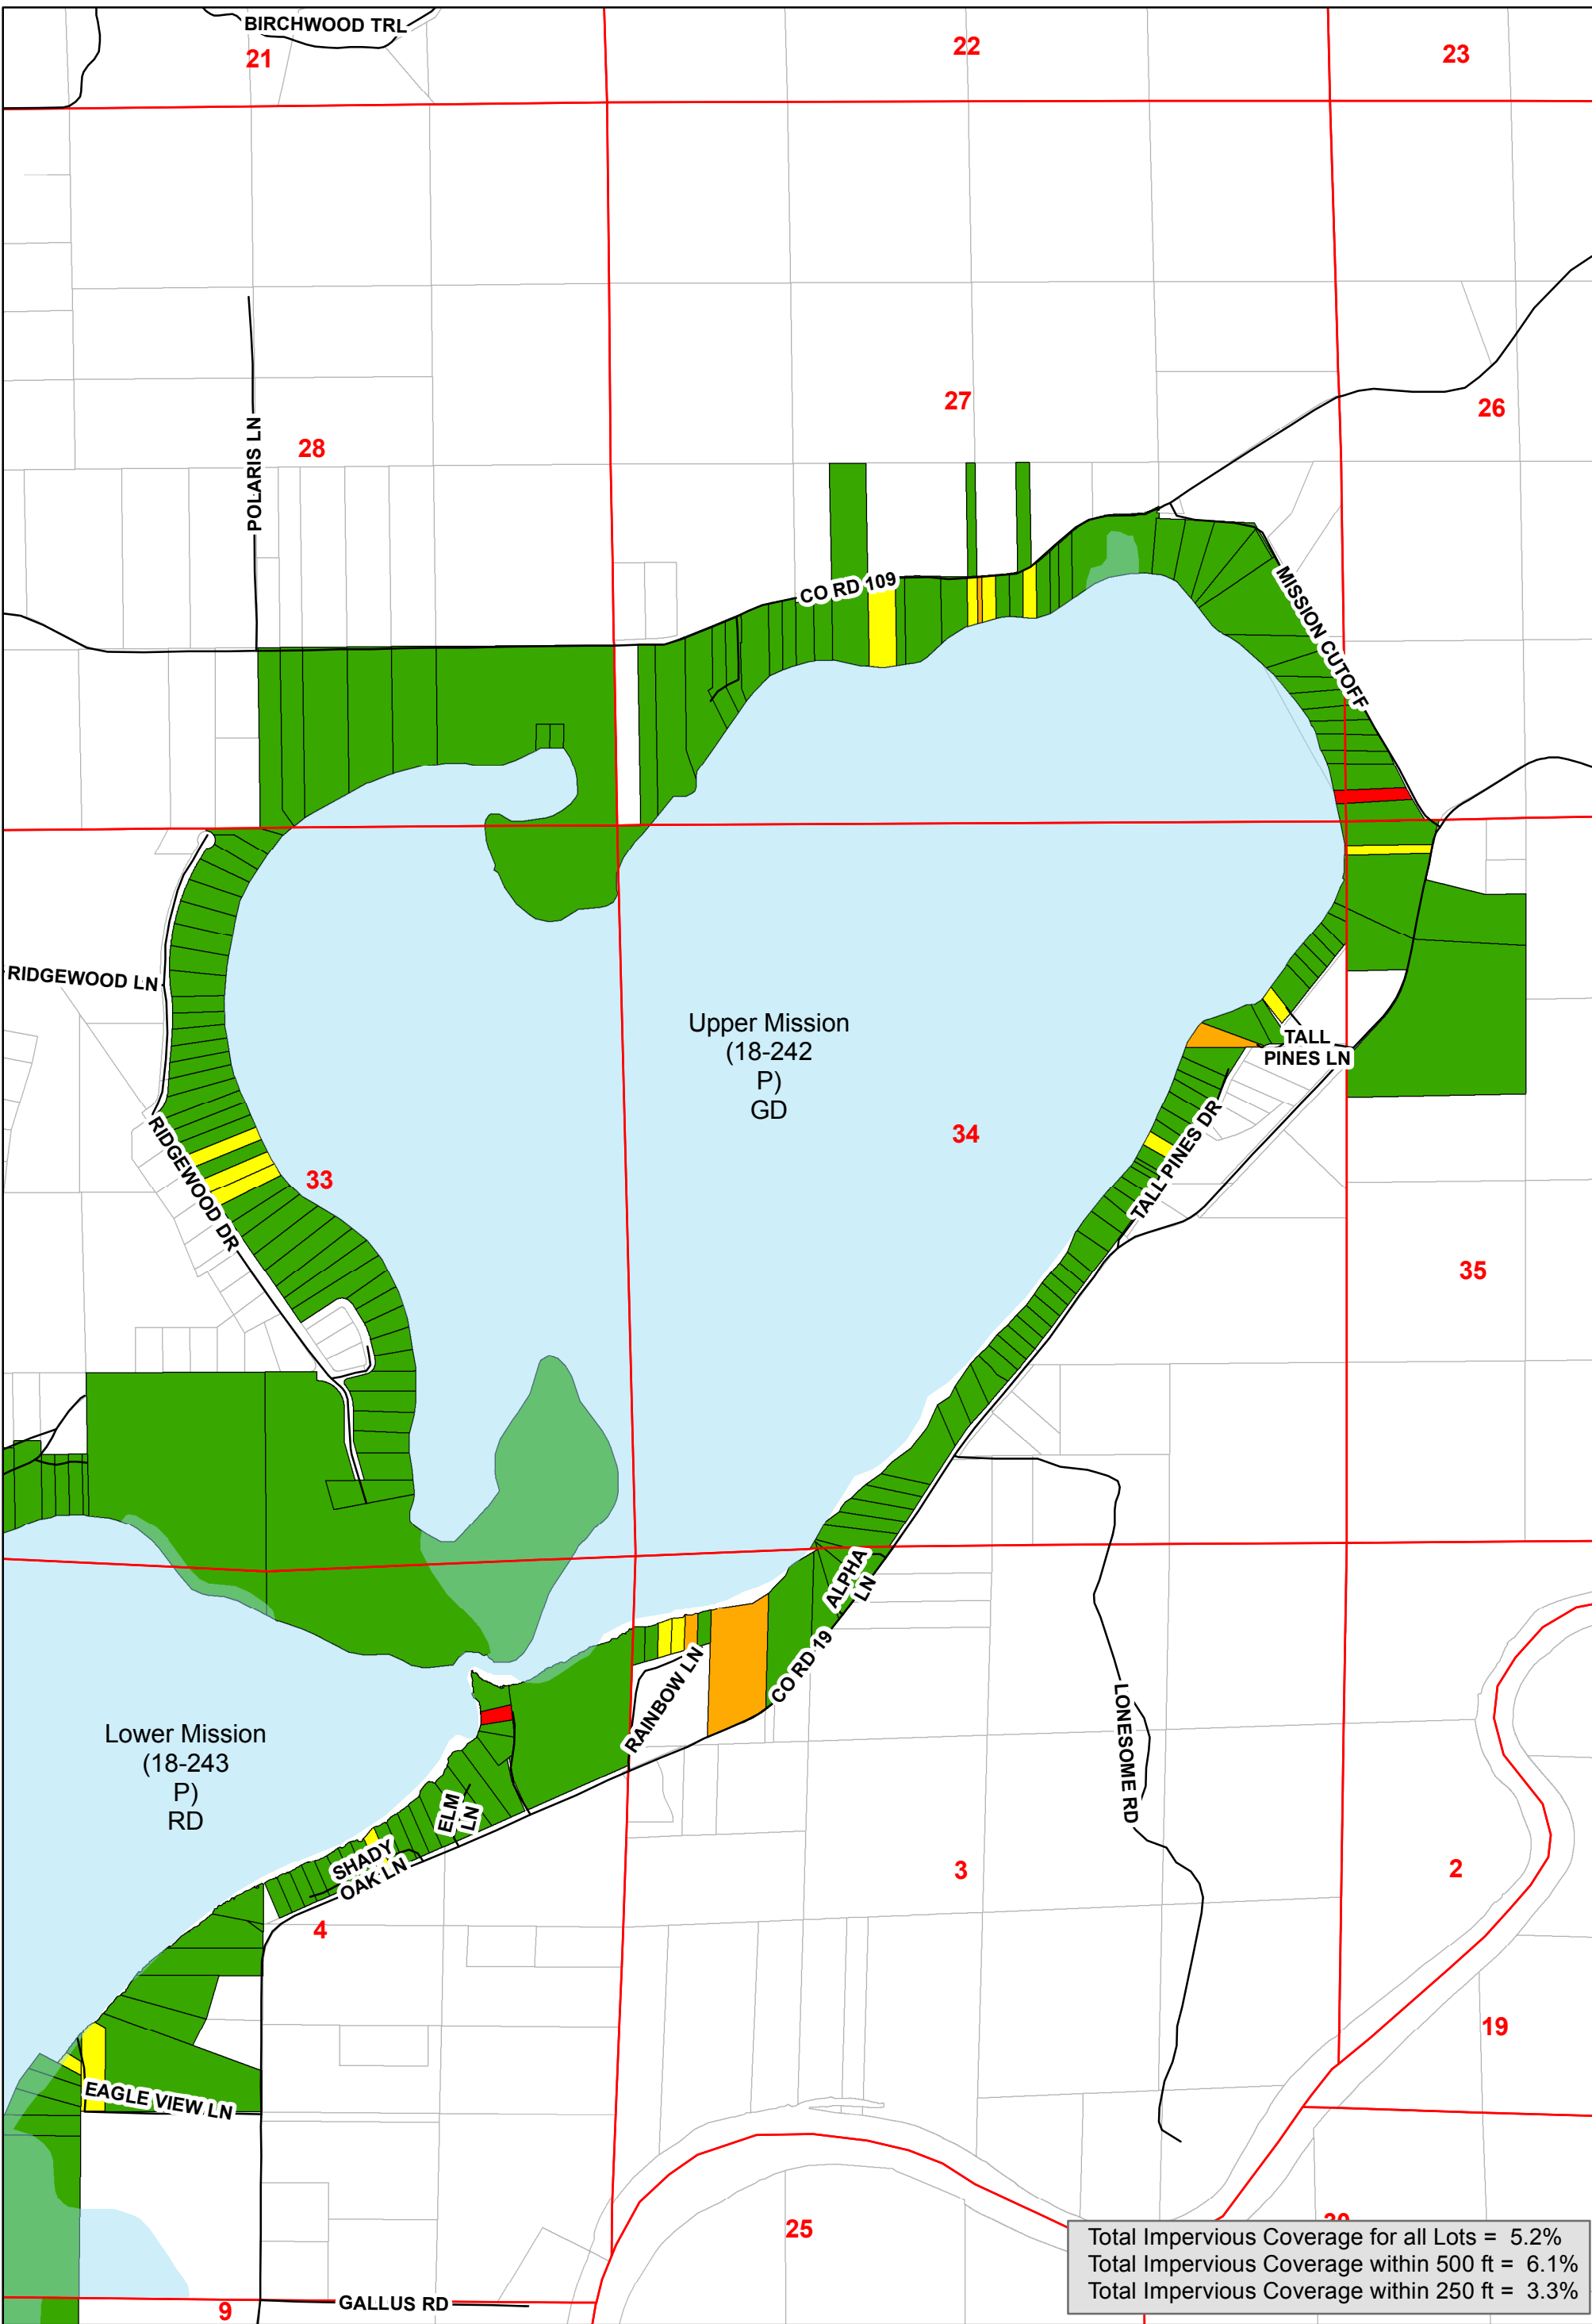 BIRCHWOOD TRL
21
22
23
27
26
28
POLARIS LN
CO RD 109
MISSION CUTOFF
RIDGEWOOD LN
Upper Mission
(18-242
P)
GD
TALL
PINES LN
34
TALL PINES DR
RIDGEWOOD DR
33
35
ALPHA
LN
CO RD 19
RAINBOW LN
LONESOME RD
Lower Mission
(18-243
P)
RD
ELM
LN
SHADY
OAK LN
3
2
4
19
EAGLE VIEW LN
25
Total Impervious Coverage for all Lots = 5.2%
Total Impervious Coverage within 500 ft = 6.1%
Total Impervious Coverage within 250 ft = 3.3%
GALLUS RD
9